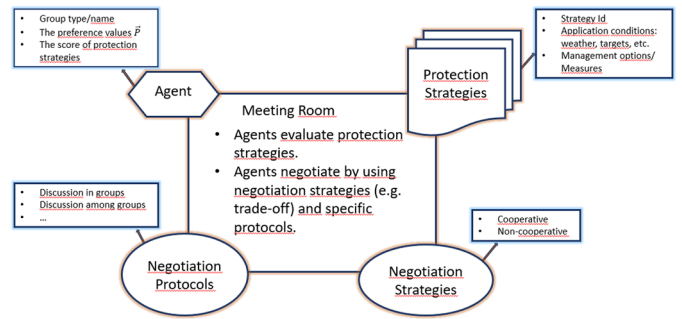 • Group type/name
• The preference values P⃗
• The score of protection
strategies
Agent
Protection
Strategies
• Strategy Id
• Application conditions:
weather, targets, etc.
• Management options/
Measures
Meeting Room
• Agents evaluate protection
strategies.
• Agents negotiate by using
negotiation strategies (e.g.
trade-off) and specific
protocols.
• Discussion in groups
• Discussion among groups
• ...
Negotiation
Protocols
• Cooperative
• Non-cooperative
Negotiation
Strategies